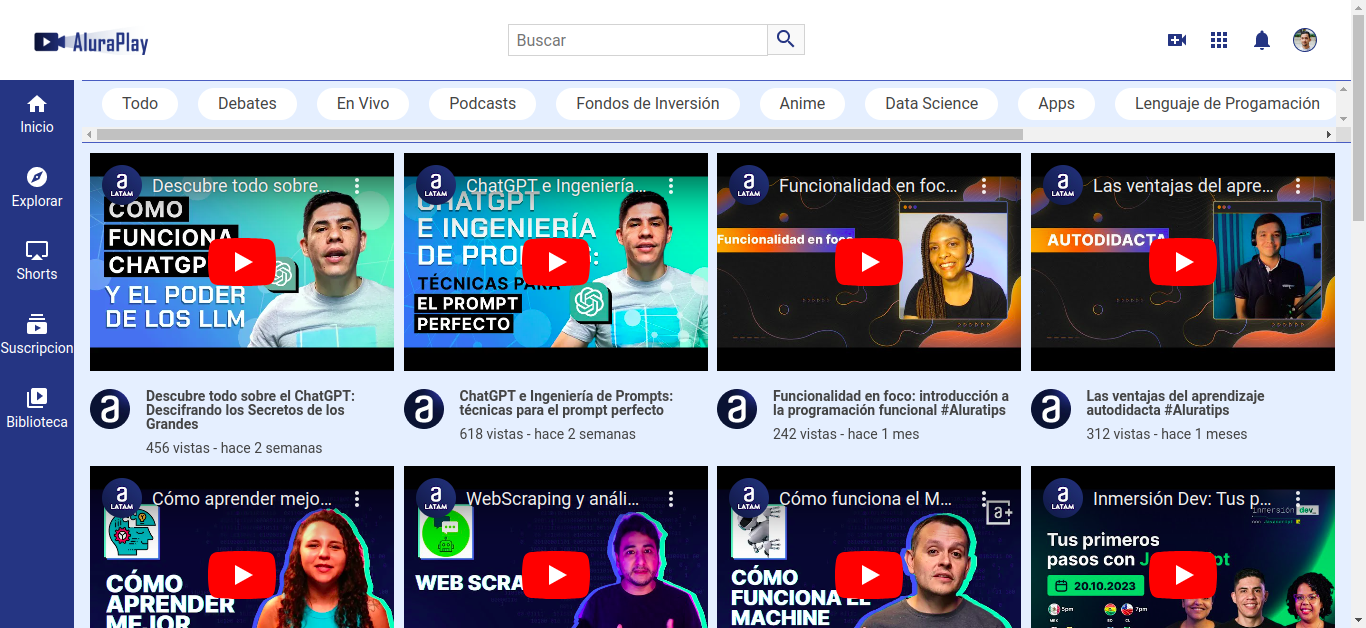 AluraPlay
Buscar
Todo
Debates
En Vivo
Podcasts
Fondos de Inversión
Anime
Data Science
Apps
Lenguaje de Progamación
Inicio
Explorar
Shorts
Suscripcion
Biblioteca
a
LATAM
Descubre todo sobre...
CÓMO
FUNCIONA
CHATGP
Y EL PODER
DE LOS LLM
a
LATAM
ChatGPT e Ingeniería...
CHATGPT
E INGENIERÍA
DE PRO :
TÉCNICAS PARA
EL PROMPT
PERFECTO
a
LATAM
Funcionalidad en foc...
Funcionalidad en foco
a
LATAM
Las ventajas del apre...
AUTODIDACTA
a
Descubre todo sobre el ChatGPT:
Descifrando los Secretos de los
Grandes
456 vistas - hace 2 semanas
a
ChatGPT e Ingeniería de Prompts:
técnicas para el prompt perfecto
618 vistas - hace 2 semanas
a
Funcionalidad en foco: introducción a
la programación funcional #Aluratips
242 vistas - hace 1 mes
a
Las ventajas del aprendizaje
autodidacta #Aluratips
312 vistas - hace 1 meses
a
LATAM
Cómo aprender mejo...
CÓMO
APRENDER
MEJOR
a
LATAM
WebScraping y análi...
WEB SCRA
a
LATAM
Cómo funciona el M...
a+
CÓMO
FUNCIONA EL
MACHINE
a
LATAM
Inmersión Dev: Tus p...
inmersión dev_
con Javascript
Tus primeros
pasos con J pt
20.10.2023
5pm
7pm